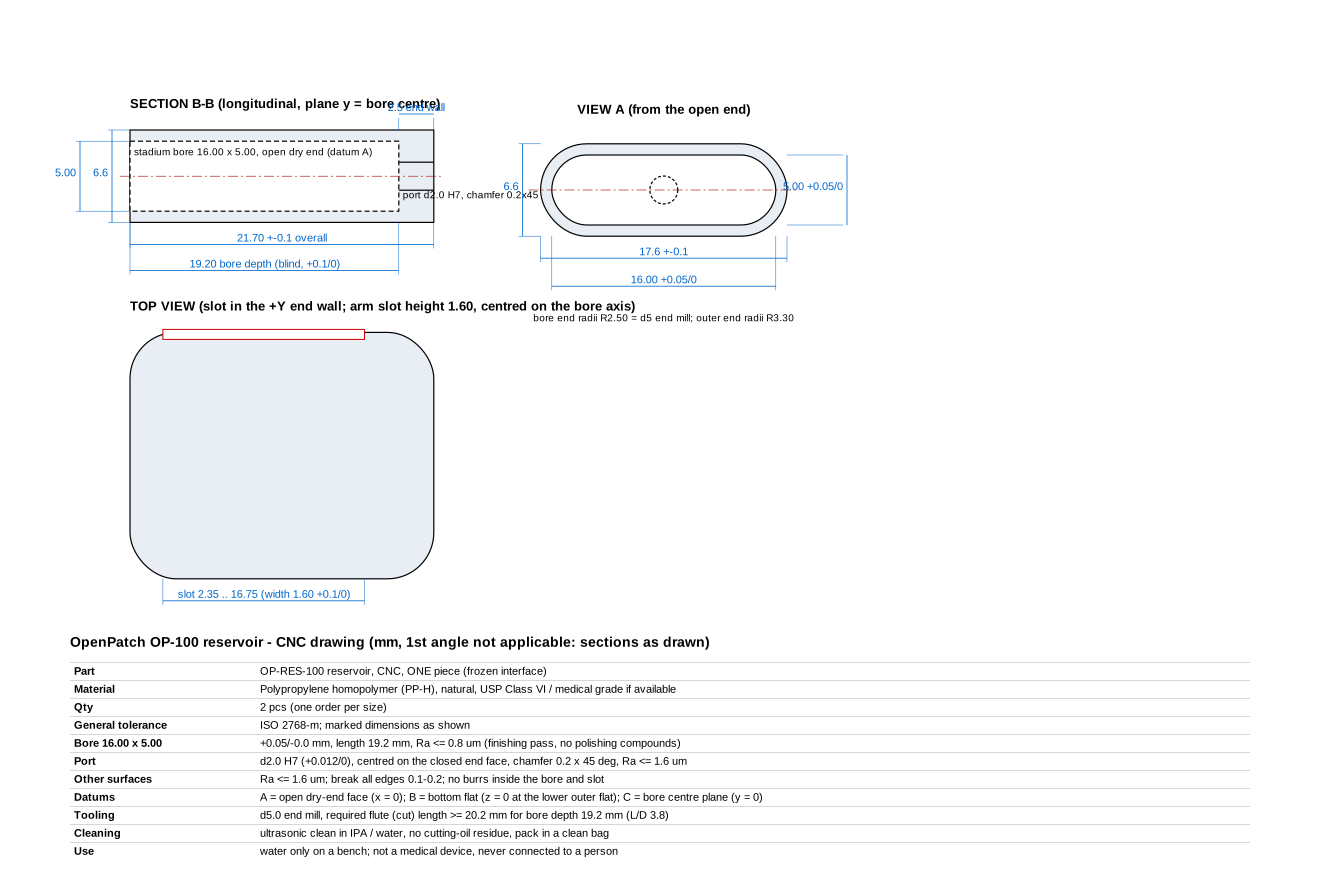 SECTION B-B (longitudinal, plane y = bore centre)
2.5 end wall
VIEW A (from the open end)
stadium bore 16.00 x 5.00, open dry end (datum A)
5.00
6.6
port d2.0 H7, chamfer 0.2x45
6.6
5.00 +0.05/0
21.70 +-0.1 overall
19.20 bore depth (blind, +0.1/0)
17.6 +-0.1
16.00 +0.05/0
TOP VIEW (slot in the +Y end wall; arm slot height 1.60, centred on the bore axis)
bore end radii R2.50 = d5 end mill; outer end radii R3.30
slot 2.35 .. 16.75 (width 1.60 +0.1/0)
OpenPatch OP-100 reservoir - CNC drawing (mm, 1st angle not applicable: sections as drawn)
Part OP-RES-100 reservoir, CNC, ONE piece (frozen interface)
Material Polypropylene homopolymer (PP-H), natural, USP Class VI / medical grade if available
Qty 2 pcs (one order per size)
General tolerance ISO 2768-m; marked dimensions as shown
Bore 16.00 x 5.00 +0.05/-0.0 mm, length 19.2 mm, Ra <= 0.8 um (finishing pass, no polishing compounds)
Port d2.0 H7 (+0.012/0), centred on the closed end face, chamfer 0.2 x 45 deg, Ra <= 1.6 um
Other surfaces Ra <= 1.6 um; break all edges 0.1-0.2; no burrs inside the bore and slot
Datums A = open dry-end face (x = 0); B = bottom flat (z = 0 at the lower outer flat); C = bore centre plane (y = 0)
Tooling d5.0 end mill, required flute (cut) length >= 20.2 mm for bore depth 19.2 mm (L/D 3.8)
Cleaning ultrasonic clean in IPA / water, no cutting-oil residue, pack in a clean bag
Use water only on a bench; not a medical device, never connected to a person